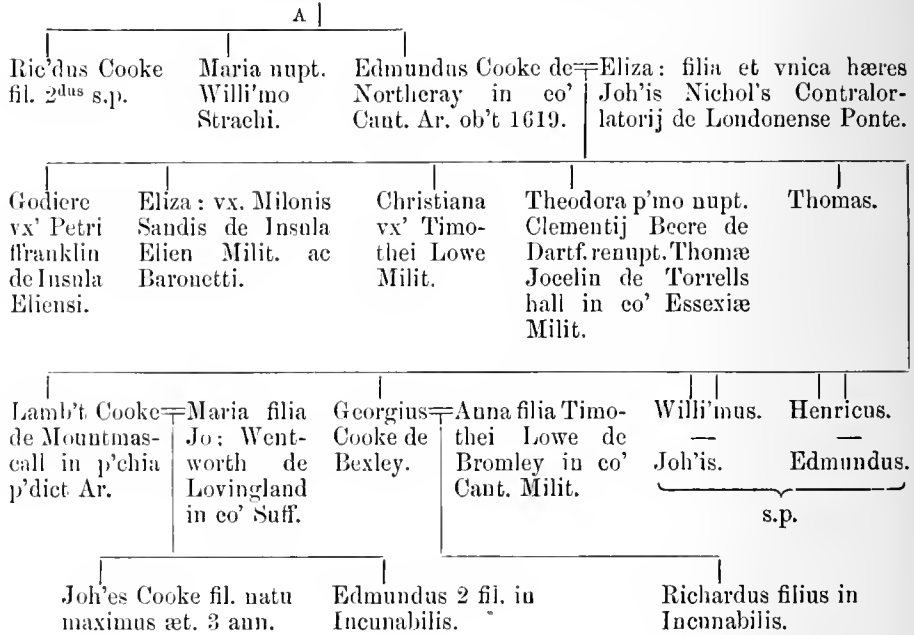 A
Ric'dus Cooke
fil. 2dus s.p.
Maria nupt.
Willi'mo
Strachi.
Edmundus Cooke de
Northcray in co'
Cant. Ar. ob't 1619.
Eliza: filia et vnica hæres
Joh'is Nichol's Contralor-
latorij de Londonense Ponte.
Godiere
vx' Petri
ffranklin
de Insula
Eliensi.
Eliza: vx. Milonis
Sandis de Insula
Elien Milit. ac
Baronetti.
Christiana
vx' Timo-
thei Lowe
Milit.
Theodora p'mo nupt.
Clementij Beere de
Dartf. renupt. Thomæ
Jocelin de Torrells
hall in co' Essexiæ
Milit.
Thomas.
Lamb't Cooke
de Mountmas-
call in p'chia
p'dict Ar.
Maria filia
Jo: Went-
worth de
Lovingland
in co' Suff.
Georgius
Cooke de
Bexley.
Anna filia Timo-
thei Lowe de
Bromley in co'
Cant. Milit.
Willi'mus.
—
Joh'is.
Henricus.
—
Edmundus.
s.p.
Joh'es Cooke fil. natu
maximus æt. 3 ann.
Edmundus 2 fil. in
Incunabilis.
Richardus filius in
Incunabilis.